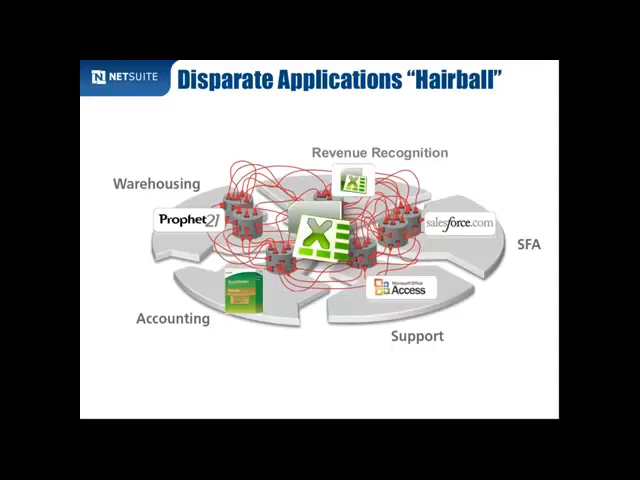 NETSUITE
Disparate Applications “Hairball”
Revenue Recognition
Warehousing
Prophet 21
salesforce.com
SFA
Microsoft Office
Access
Accounting
Support